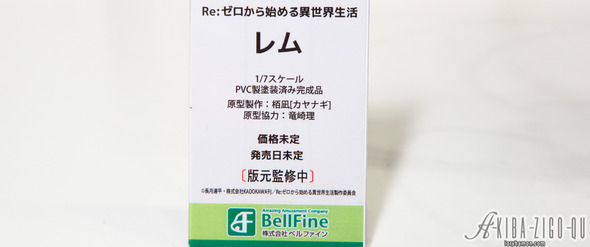 Re:ゼロから始める異世界生活
レム
1/7スケール
PVC製塗装済み完成品
原型製作：栢凪[カヤナギ]
原型協力：竜崎理
価格未定
発売日未定
〔版元監修中〕
©長月達平・株式会社KADOKAWA刊／Re:ゼロから始める異世界生活製作委員会
Amazing Amusement Company
BellFine
株式会社ベルファイン
AKIBA-ZIGO-QU